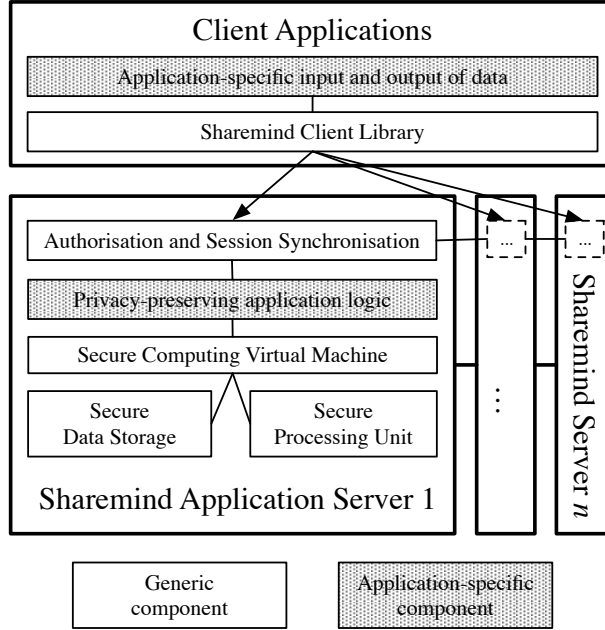 Client Applications
Application-specific input and output of data
Sharemind Client Library
Authorisation and Session Synchronisation
...
...
Privacy-preserving application logic
Secure Computing Virtual Machine
Secure
Data Storage
Secure
Processing Unit
Sharemind Application Server 1
...
Sharemind Server n
Generic
component
Application-specific
component